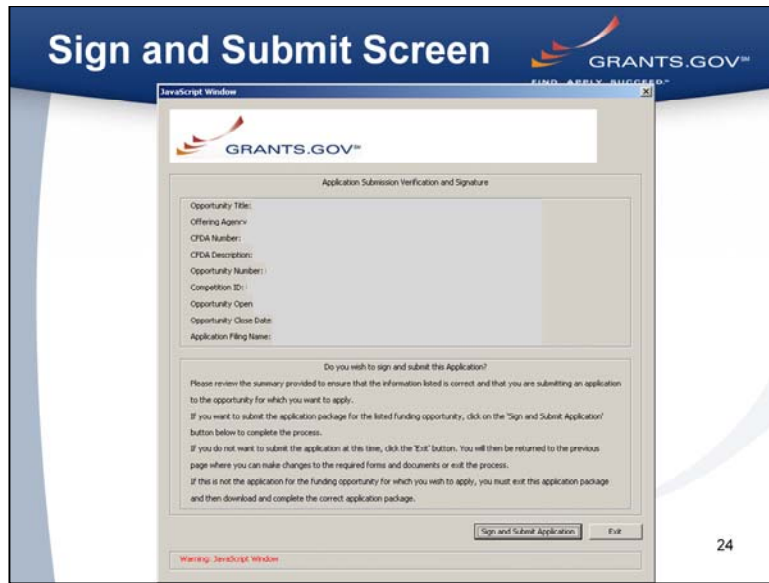 Sign and Submit Screen
GRANTS.GOV℠
FIND. APPLY. SUCCEED.℠
JavaScript Window
GRANTS.GOV℠
Application Submission Verification and Signature
Opportunity Title:
Offering Agency
CFDA Number:
CFDA Description:
Opportunity Number:
Competition ID:
Opportunity Open
Opportunity Close Date
Application Filing Name:
Do you wish to sign and submit this Application?
Please review the summary provided to ensure that the information listed is correct and that you are submitting an application
to the opportunity for which you want to apply.
If you want to submit the application package for the listed funding opportunity, click on the 'Sign and Submit Application'
button below to complete the process.
If you do not want to submit the application at this time, click the 'Exit' button. You will then be returned to the previous
page where you can make changes to the required forms and documents or exit the process.
If this is not the application for the funding opportunity for which you wish to apply, you must exit this application package
and then download and complete the correct application package.
Sign and Submit Application Exit
Warning: JavaScript Window
24